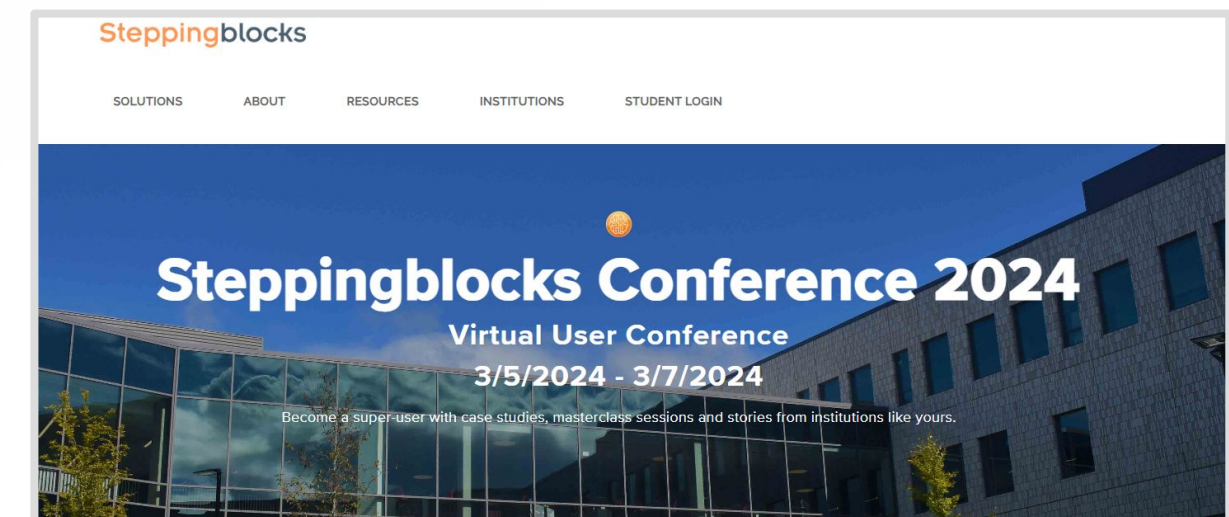 Steppingblocks
SOLUTIONS ABOUT RESOURCES INSTITUTIONS STUDENT LOGIN
Steppingblocks Conference 2024
Virtual User Conference
3/5/2024 - 3/7/2024
Become a super-user with case studies, masterclass sessions and stories from institutions like yours.